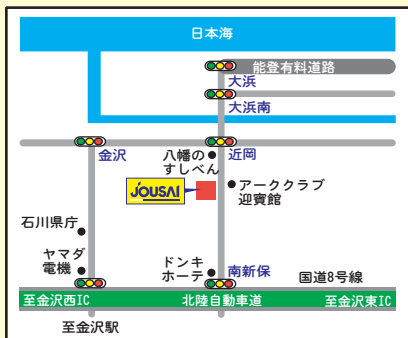 日本海
能登有料道路
大浜
大浜南
金沢
八幡の
すしべん
近岡
JOUSAI
アーククラブ
迎賓館
石川県庁
ヤマダ
電機
ドンキ
ホーテ
南新保
国道8号線
至金沢西IC
北陸自動車道
至金沢東IC
至金沢駅